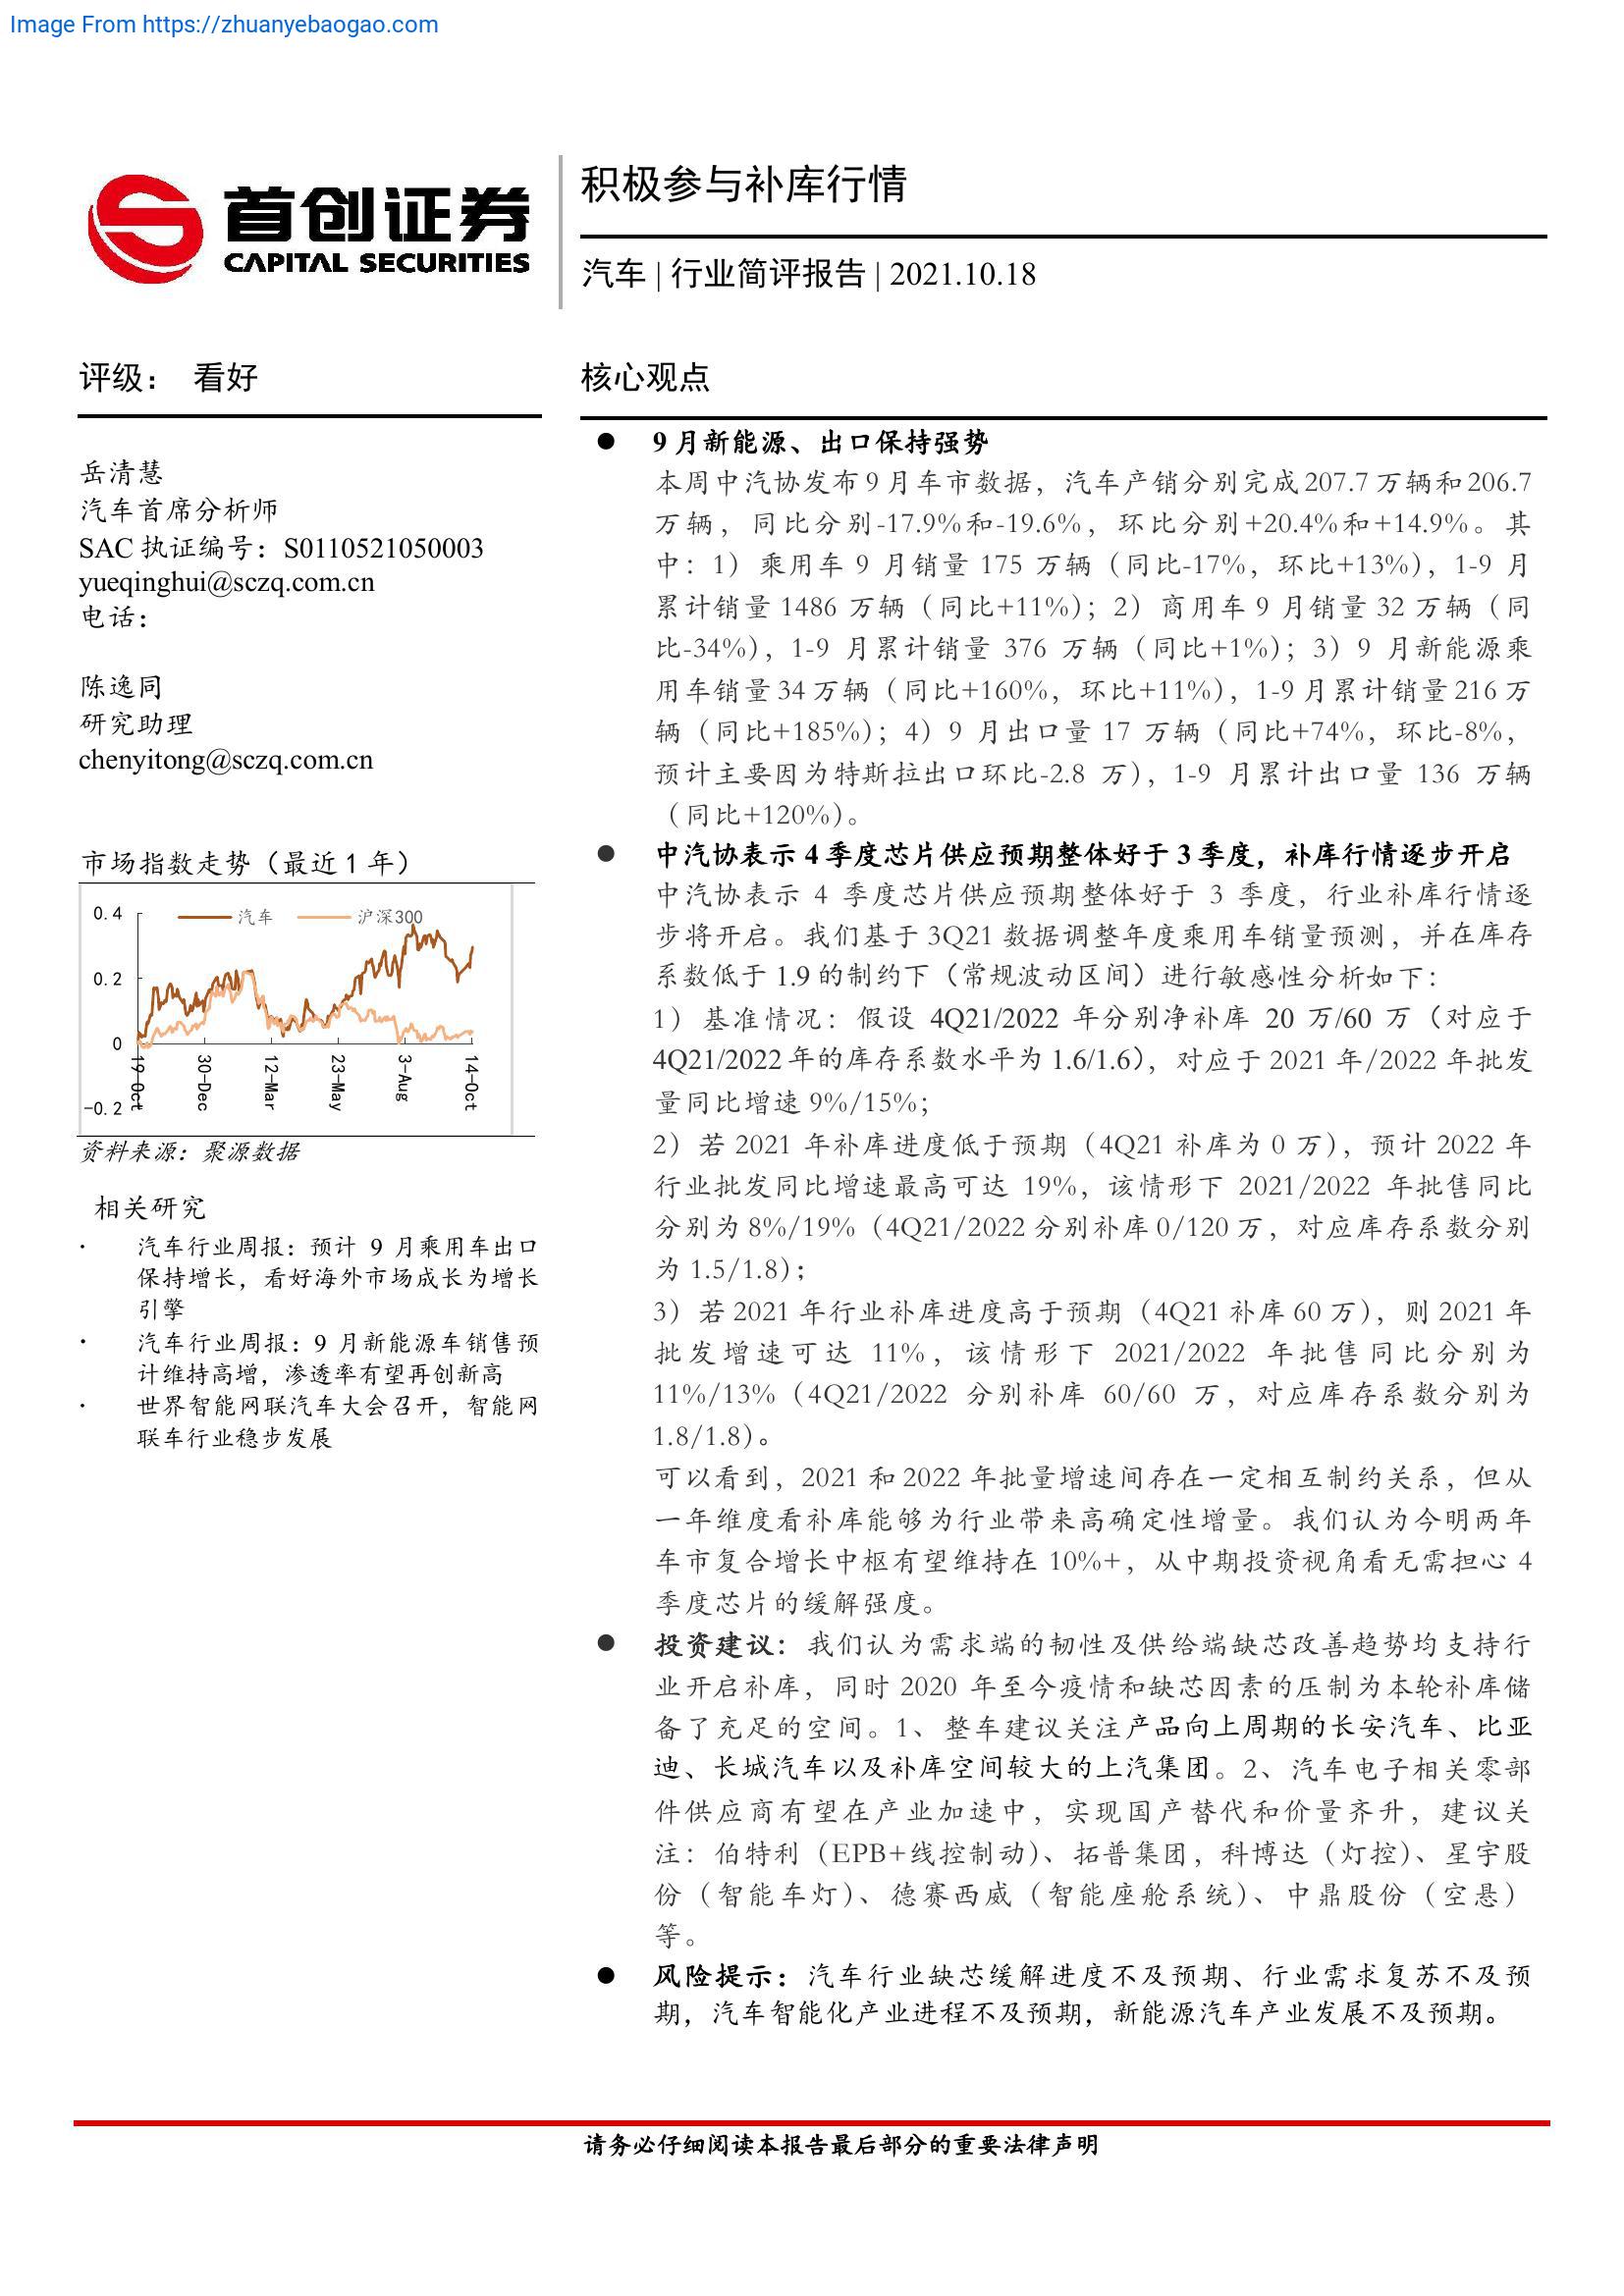 Image From https://zhuanyebaogao.com
首创证券
CAPITAL SECURITIES
积极参与补库行情
汽车 | 行业简评报告 | 2021.10.18
评级： 看好
岳清慧
汽车首席分析师
SAC 执证编号：S0110521050003
yueqinghui@sczq.com.cn
电话：
陈逸同
研究助理
chenyitong@sczq.com.cn
市场指数走势（最近 1 年）
汽车 沪深300
0.4
0.2
0
-0.2
19-Oct
30-Dec
12-Mar
23-May
3-Aug
14-Oct
资料来源：聚源数据
相关研究
· 汽车行业周报：预计 9 月乘用车出口
保持增长，看好海外市场成长为增长
引擎
· 汽车行业周报：9 月新能源车销售预
计维持高增，渗透率有望再创新高
· 世界智能网联汽车大会召开，智能网
联车行业稳步发展
核心观点
● 9 月新能源、出口保持强势
本周中汽协发布 9 月车市数据，汽车产销分别完成 207.7 万辆和 206.7
万辆，同比分别-17.9%和-19.6%，环比分别+20.4%和+14.9%。其
中：1）乘用车 9 月销量 175 万辆（同比-17%，环比+13%），1-9 月
累计销量 1486 万辆（同比+11%）；2）商用车 9 月销量 32 万辆（同
比-34%），1-9 月累计销量 376 万辆（同比+1%）；3）9 月新能源乘
用车销量 34 万辆（同比+160%，环比+11%），1-9 月累计销量 216 万
辆（同比+185%）；4）9 月出口量 17 万辆（同比+74%，环比-8%，
预计主要因为特斯拉出口环比-2.8 万），1-9 月累计出口量 136 万辆
（同比+120%）。
● 中汽协表示 4 季度芯片供应预期整体好于 3 季度，补库行情逐步开启
中汽协表示 4 季度芯片供应预期整体好于 3 季度，行业补库行情逐
步将开启。我们基于 3Q21 数据调整年度乘用车销量预测，并在库存
系数低于 1.9 的制约下（常规波动区间）进行敏感性分析如下：
1）基准情况：假设 4Q21/2022 年分别净补库 20 万/60 万（对应于
4Q21/2022 年的库存系数水平为 1.6/1.6），对应于 2021 年/2022 年批发
量同比增速 9%/15%；
2）若 2021 年补库进度低于预期（4Q21 补库为 0 万），预计 2022 年
行业批发同比增速最高可达 19%，该情形下 2021/2022 年批售同比
分别为 8%/19%（4Q21/2022 分别补库 0/120 万，对应库存系数分别
为 1.5/1.8）；
3）若 2021 年行业补库进度高于预期（4Q21 补库 60 万），则 2021 年
批发增速可达 11%，该情形下 2021/2022 年批售同比分别为
11%/13%（4Q21/2022 分别补库 60/60 万，对应库存系数分别为
1.8/1.8）。
可以看到，2021 和 2022 年批量增速间存在一定相互制约关系，但从
一年维度看补库能够为行业带来高确定性增量。我们认为今明两年
车市复合增长中枢有望维持在 10%+，从中期投资视角看无需担心 4
季度芯片的缓解强度。
● 投资建议：我们认为需求端的韧性及供给端缺芯改善趋势均支持行
业开启补库，同时 2020 年至今疫情和缺芯因素的压制为本轮补库储
备了充足的空间。1、整车建议关注产品向上周期的长安汽车、比亚
迪、长城汽车以及补库空间较大的上汽集团。2、汽车电子相关零部
件供应商有望在产业加速中，实现国产替代和价量齐升，建议关
注：伯特利（EPB+线控制动）、拓普集团，科博达（灯控）、星宇股
份（智能车灯）、德赛西威（智能座舱系统）、中鼎股份（空悬）
等。
● 风险提示：汽车行业缺芯缓解进度不及预期、行业需求复苏不及预
期，汽车智能化产业进程不及预期，新能源汽车产业发展不及预期。
请务必仔细阅读本报告最后部分的重要法律声明